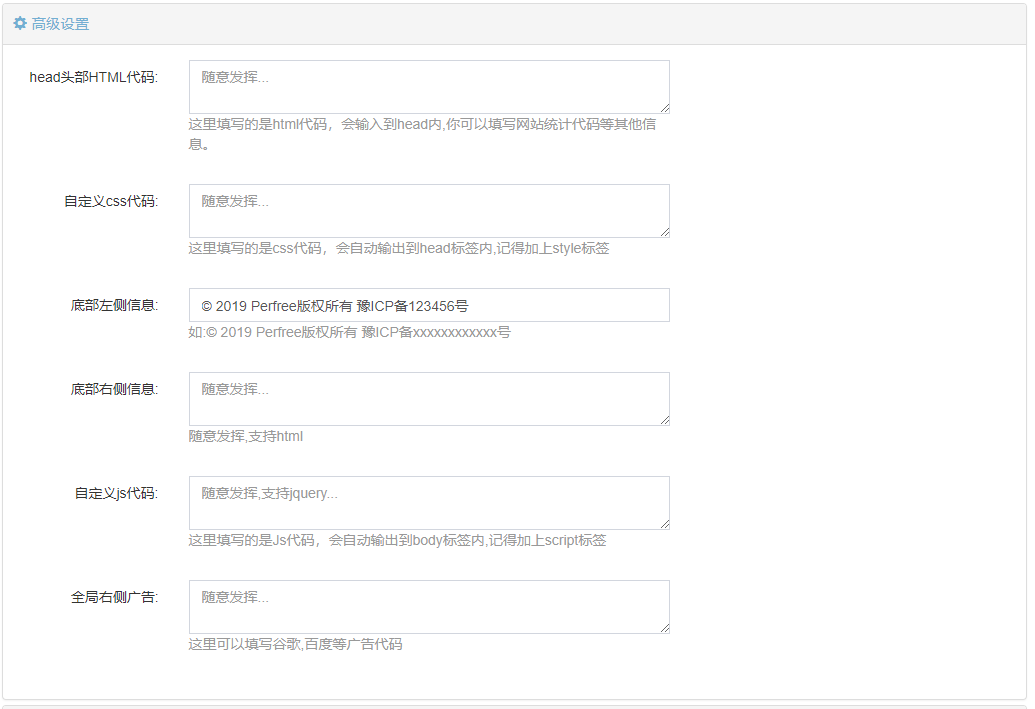 高级设置
head头部HTML代码:
随意发挥...
这里填写的是html代码，会输入到head内,你可以填写网站统计代码等其他信
息。
自定义css代码:
随意发挥...
这里填写的是css代码，会自动输出到head标签内,记得加上style标签
底部左侧信息:
© 2019 Perfree版权所有 豫ICP备123456号
如:© 2019 Perfree版权所有 豫ICP备xxxxxxxxxxxx号
底部右侧信息:
随意发挥...
随意发挥,支持html
自定义js代码:
随意发挥,支持jquery...
这里填写的是Js代码，会自动输出到body标签内,记得加上script标签
全局右侧广告:
随意发挥...
这里可以填写谷歌,百度等广告代码